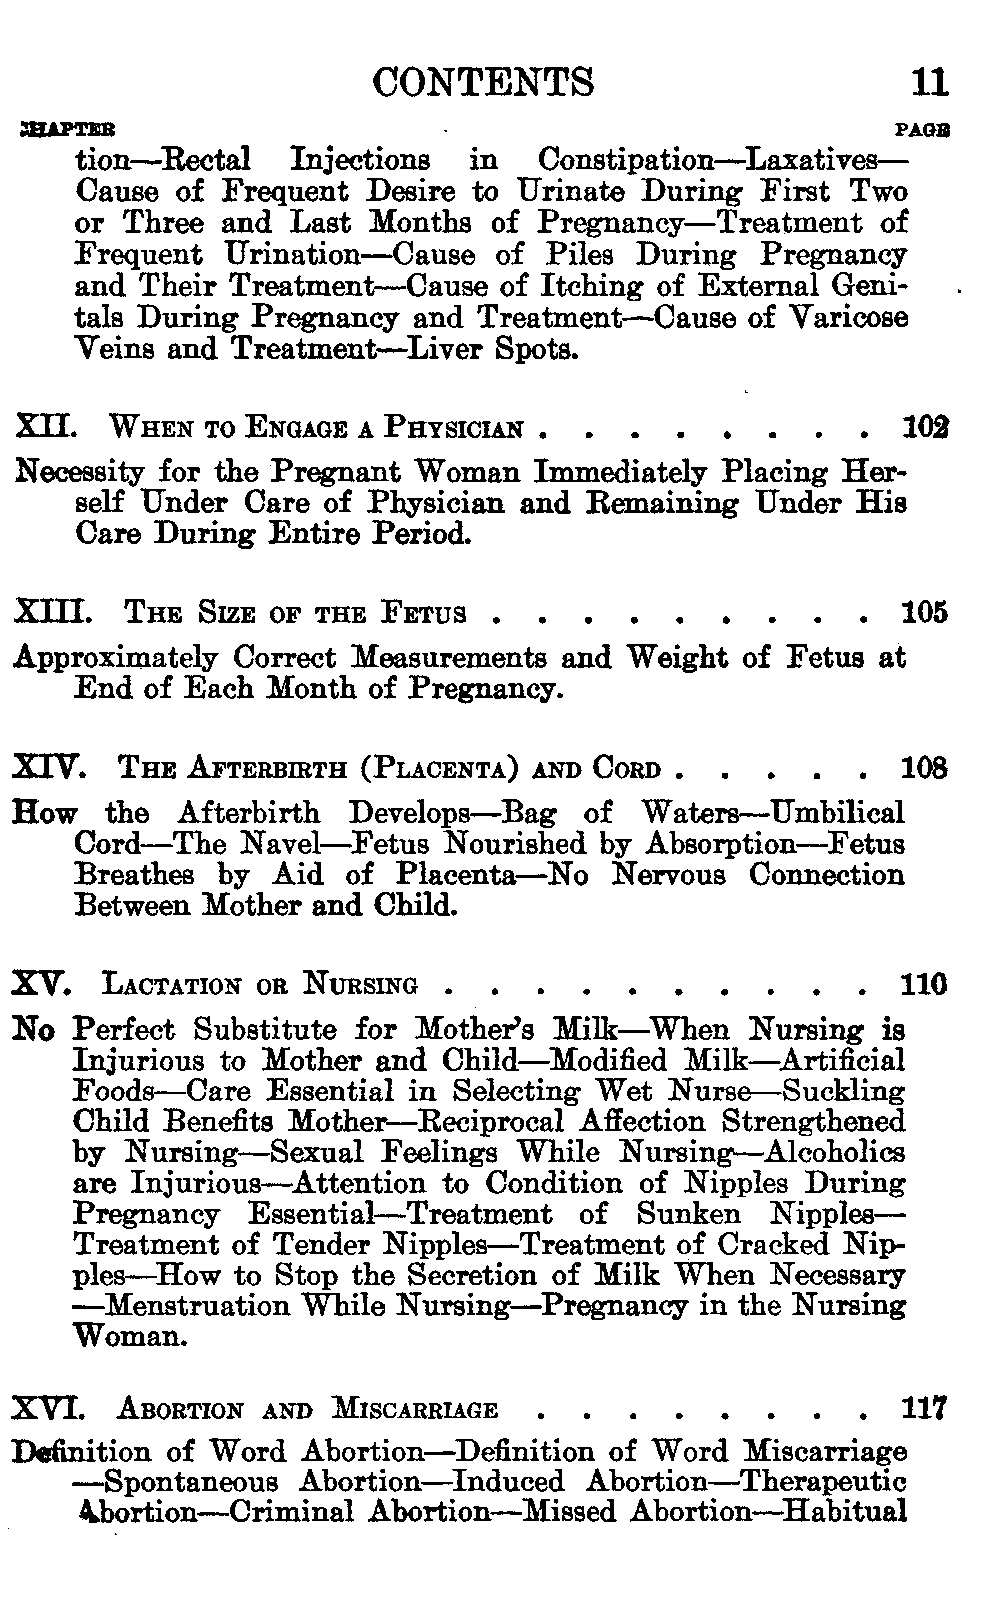 CONTENTS 11
CHAPTER PAGE
tion—Rectal Injections in Constipation—Laxatives—
Cause of Frequent Desire to Urinate During First Two
or Three and Last Months of Pregnancy—Treatment of
Frequent Urination—Cause of Piles During Pregnancy
and Their Treatment—Cause of Itching of External Geni-
tals During Pregnancy and Treatment—Cause of Varicose
Veins and Treatment—Liver Spots.
XII. WHEN TO ENGAGE A PHYSICIAN . . . . . . . . 102
Necessity for the Pregnant Woman Immediately Placing Her-
self Under Care of Physician and Remaining Under His
Care During Entire Period.
XIII. THE SIZE OF THE FETUS . . . . . . . . . 105
Approximately Correct Measurements and Weight of Fetus at
End of Each Month of Pregnancy.
XIV. THE AFTERBIRTH (PLACENTA) AND CORD . . . . . 108
How the Afterbirth Develops—Bag of Waters—Umbilical
Cord—The Navel—Fetus Nourished by Absorption—Fetus
Breathes by Aid of Placenta—No Nervous Connection
Between Mother and Child.
XV. LACTATION OR NURSING . . . . . . . . . . 110
No Perfect Substitute for Mother's Milk—When Nursing is
Injurious to Mother and Child—Modified Milk—Artificial
Foods—Care Essential in Selecting Wet Nurse—Suckling
Child Benefits Mother—Reciprocal Affection Strengthened
by Nursing—Sexual Feelings While Nursing—Alcoholics
are Injurious—Attention to Condition of Nipples During
Pregnancy Essential—Treatment of Sunken Nipples—
Treatment of Tender Nipples—Treatment of Cracked Nip-
ples—How to Stop the Secretion of Milk When Necessary
—Menstruation While Nursing—Pregnancy in the Nursing
Woman.
XVI. ABORTION AND MISCARRIAGE . . . . . . . . 117
Definition of Word Abortion—Definition of Word Miscarriage
—Spontaneous Abortion—Induced Abortion—Therapeutic
Abortion—Criminal Abortion—Missed Abortion—Habitual